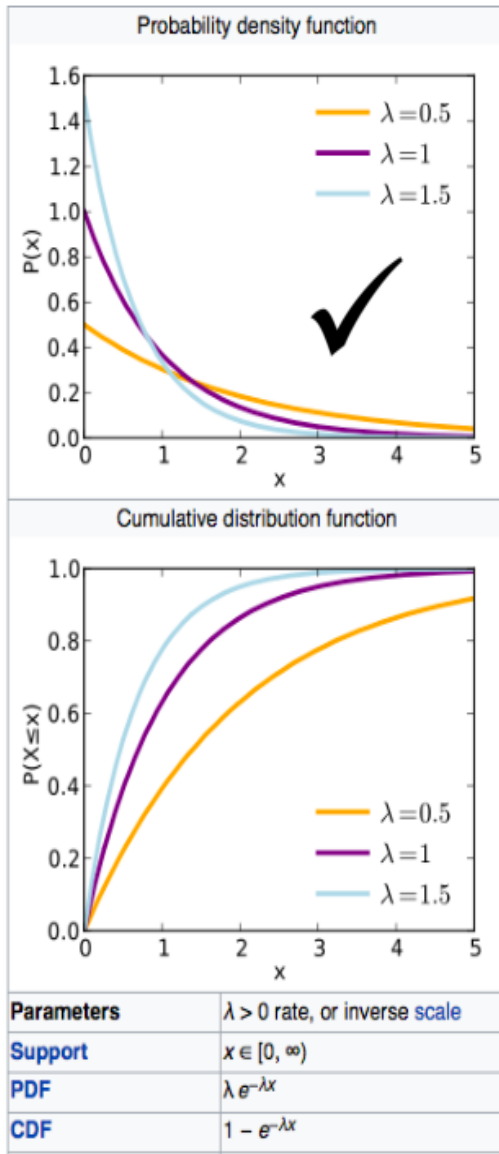 Probability density function
1.6
1.4
1.2
1.0
0.8
0.6
0.4
0.2
0.0
P(x)
λ=0.5
λ=1
λ=1.5
0 1 2 3 4 5
x
Cumulative distribution function
1.0
0.8
0.6
0.4
0.2
0.0
P(X≤x)
λ=0.5
λ=1
λ=1.5
0 1 2 3 4 5
x
Parameters λ > 0 rate, or inverse scale
Support x ∈ [0, ∞)
PDF λ e^−λx
CDF 1 − e^−λx